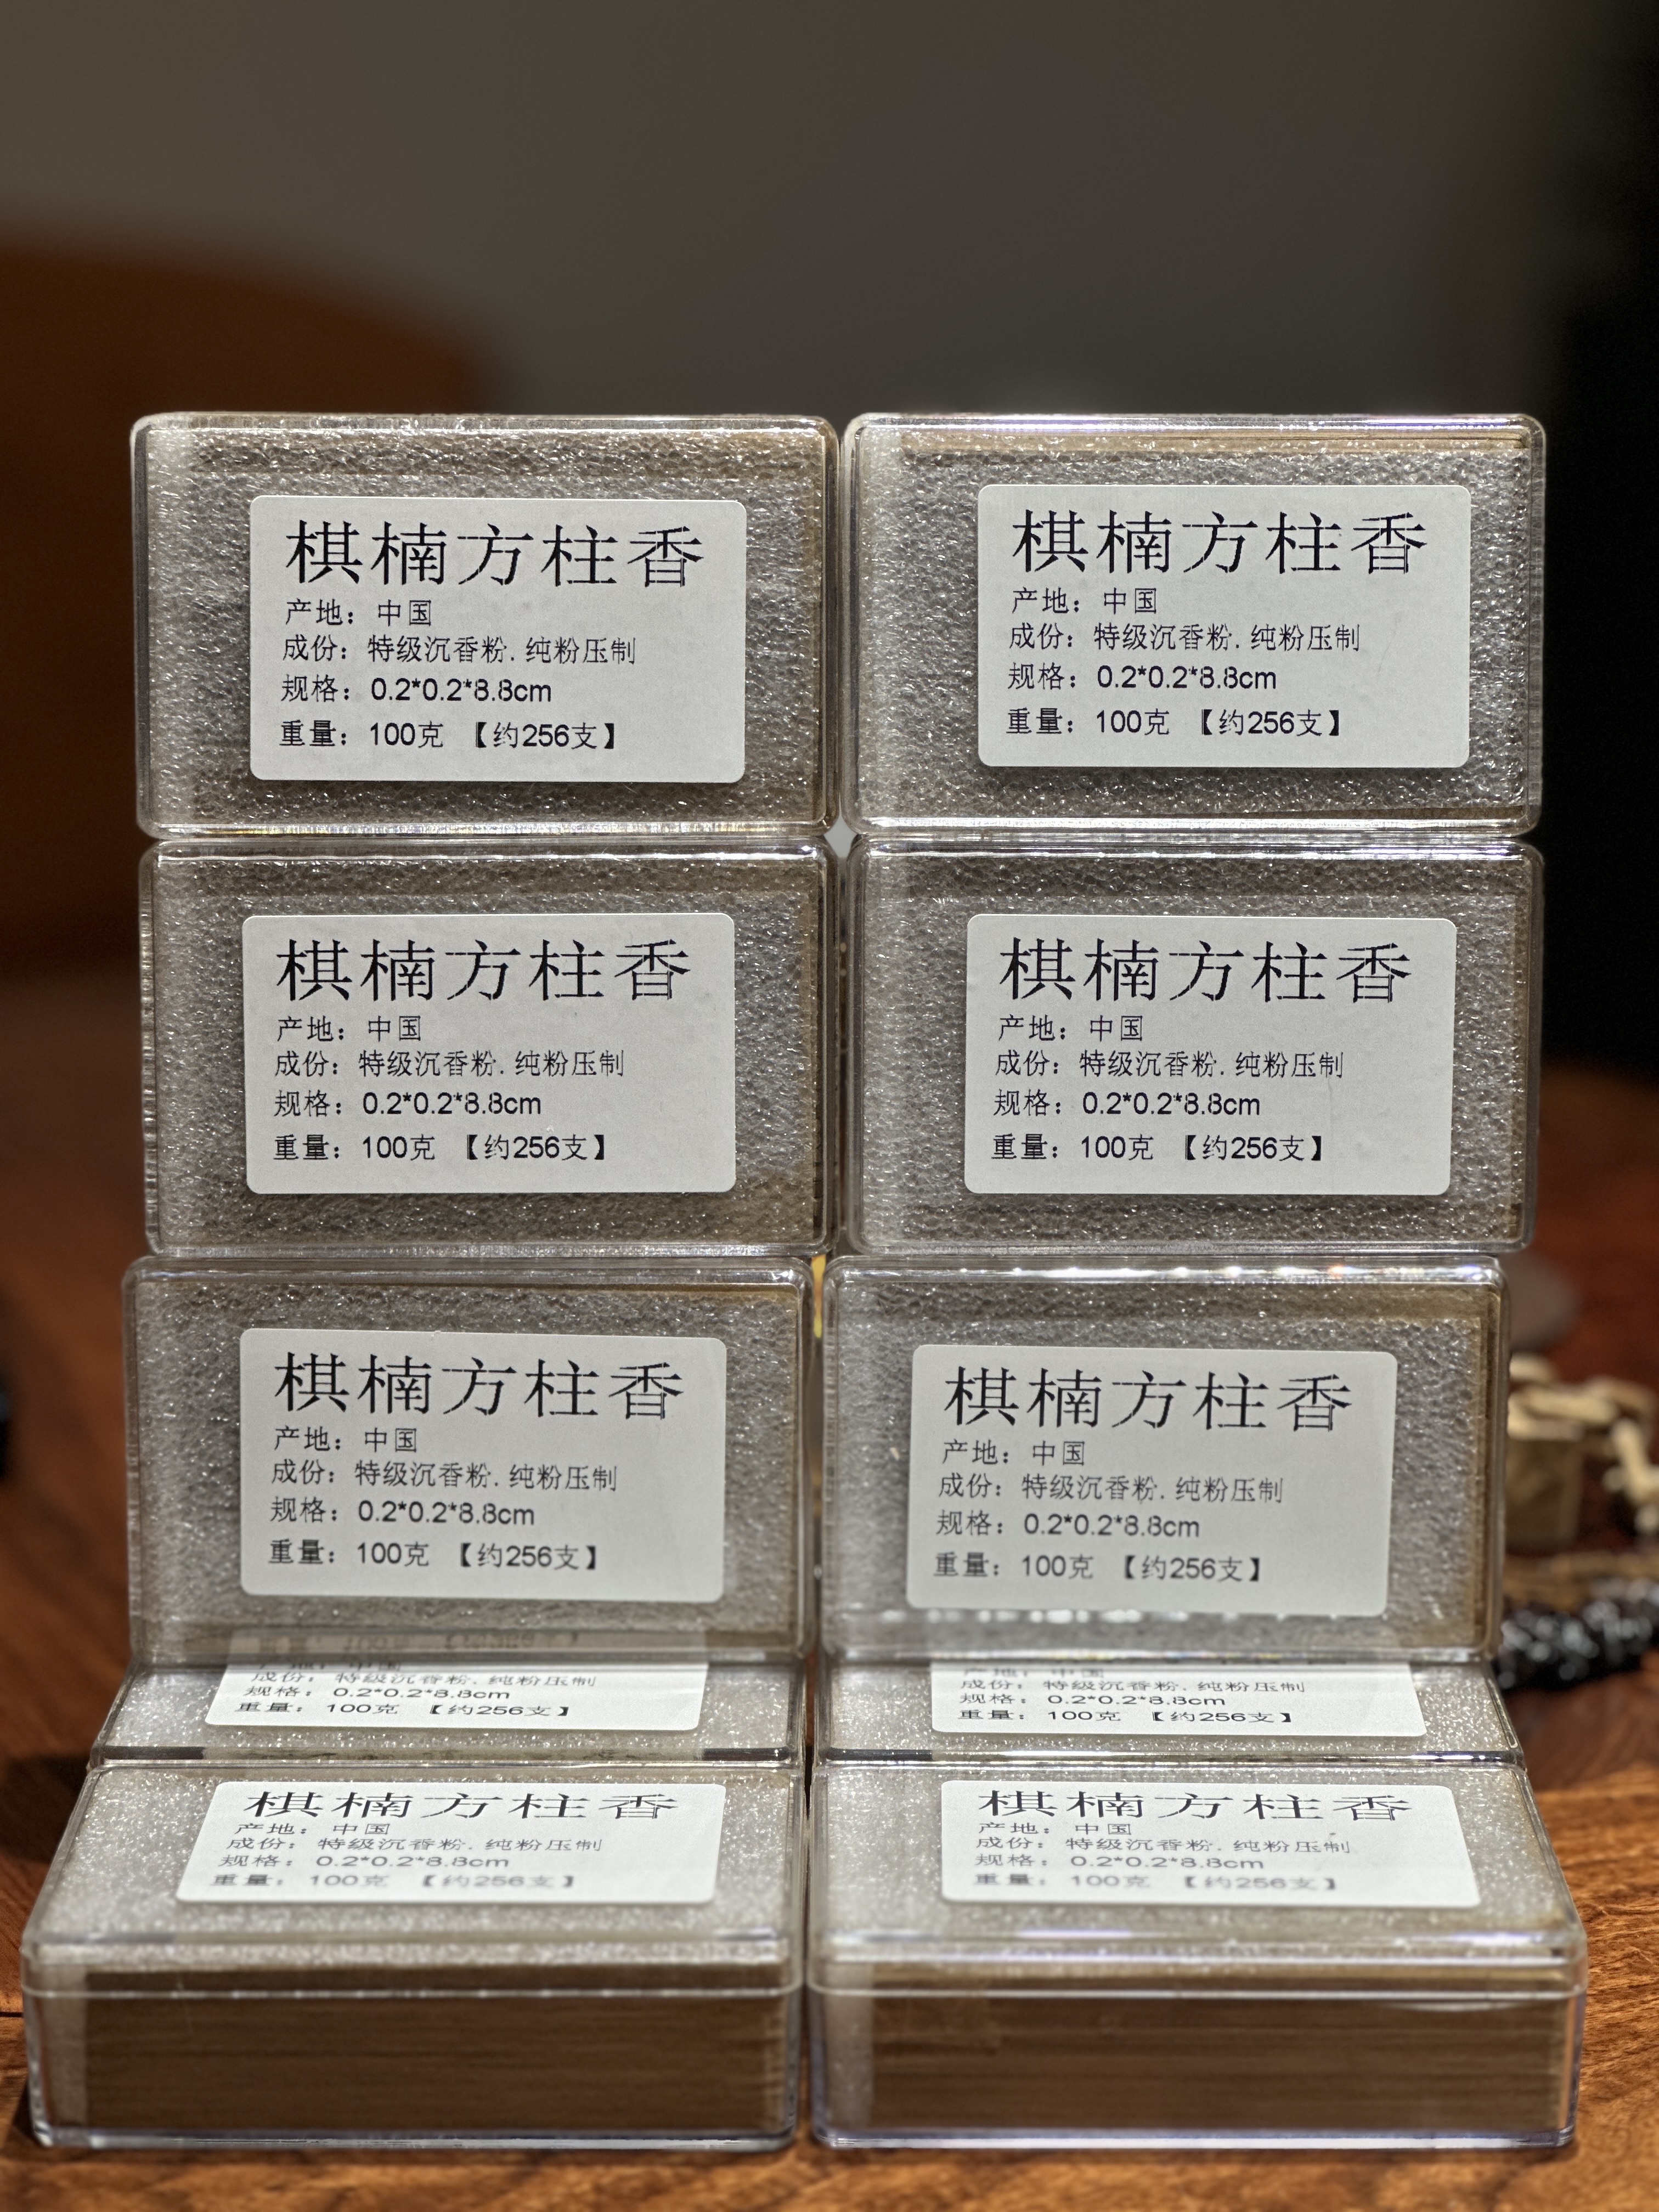 棋楠方柱香
产地：中国
成份：特级沉香粉.纯粉压制
规格：0.2*0.2*8.8cm
重量：100克 【约256支】
棋楠方柱香
产地：中国
成份：特级沉香粉.纯粉压制
规格：0.2*0.2*8.8cm
重量：100克 【约256支】
棋楠方柱香
产地：中国
成份：特级沉香粉.纯粉压制
规格：0.2*0.2*8.8cm
重量：100克 【约256支】
棋楠方柱香
产地：中国
成份：特级沉香粉.纯粉压制
规格：0.2*0.2*8.8cm
重量：100克 【约256支】
棋楠方柱香
产地：中国
成份：特级沉香粉.纯粉压制
规格：0.2*0.2*8.8cm
重量：100克 【约256支】
棋楠方柱香
产地：中国
成份：特级沉香粉.纯粉压制
规格：0.2*0.2*8.8cm
重量：100克 【约256支】
成份：特级沉香粉.纯粉压制
规格：0.2*0.2*8.8cm
重量：100克 【约256支】
产地：中国
成份：特级沉香粉.纯粉压制
规格：0.2*0.2*8.8cm
重量：100克 【约256支】
棋楠方柱香
产地：中国
成份：特级沉香粉.纯粉压制
规格：0.2*0.2*8.8cm
重量：100克 【约256支】
棋楠方柱香
产地：中国
成份：特级沉香粉.纯粉压制
规格：0.2*0.2*8.8cm
重量：100克 【约256支】